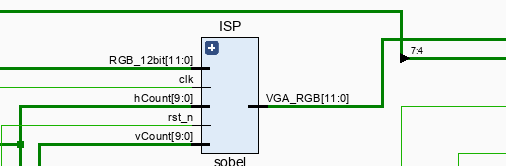 ISP
7:4
RGB_12bit[11:0]
clk
hCount[9:0]
VGA_RGB[11:0]
rst_n
vCount[9:0]
sobel